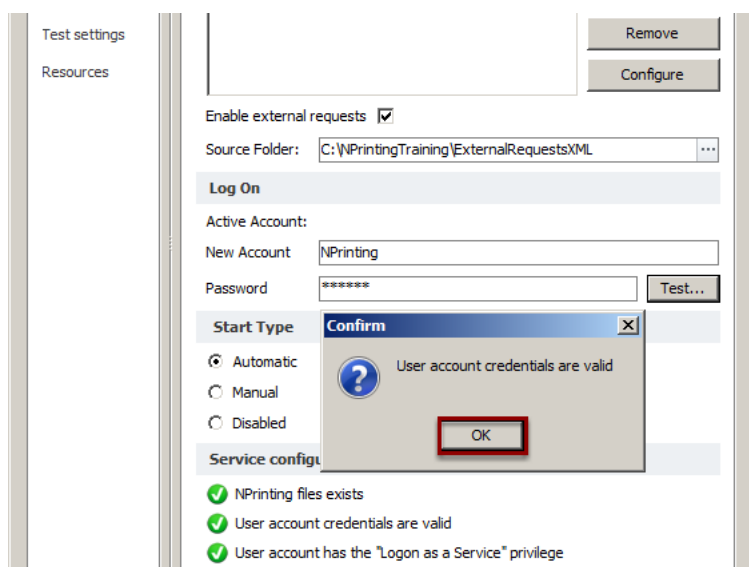 Test settings
Remove
Resources
Configure
Enable external requests
Source Folder: C:\NPrintingTraining\ExternalRequestsXML ...
Log On
Active Account:
New Account NPrinting
Password ****** Test...
Start Type
Confirm
Automatic
User account credentials are valid
Manual
Disabled
OK
Service config
NPrinting files exists
User account credentials are valid
User account has the "Logon as a Service" privilege